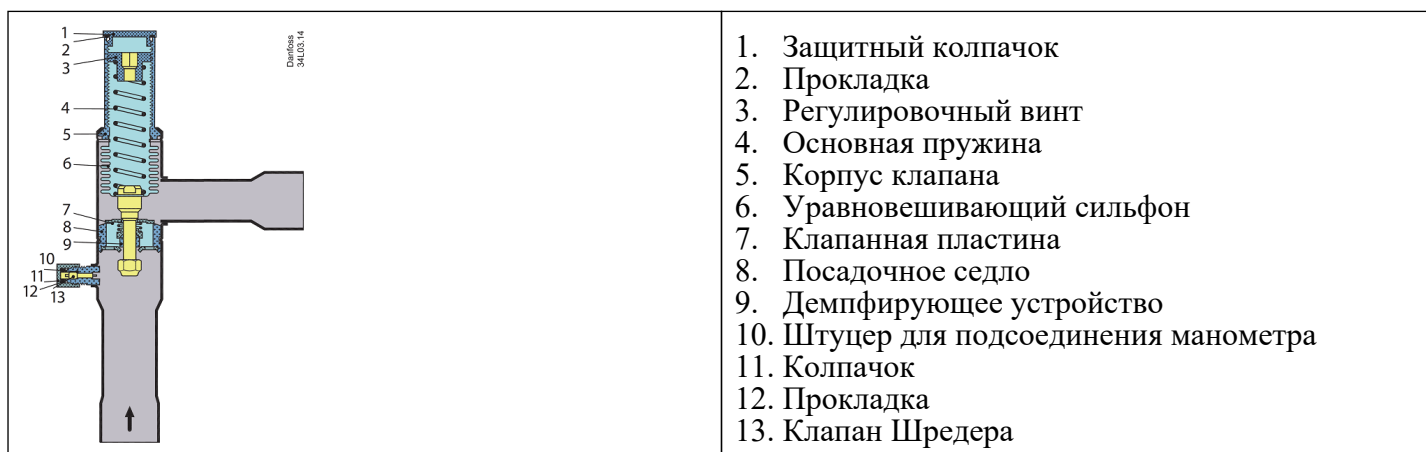 1
2
3
4
5
6
7
8
9
10
11
12
13
Danfoss
34L03.14
1. Защитный колпачок
2. Прокладка
3. Регулировочный винт
4. Основная пружина
5. Корпус клапана
6. Уравновешивающий сильфон
7. Клапанная пластина
8. Посадочное седло
9. Демпфирующее устройство
10. Штуцер для подсоединения манометра
11. Колпачок
12. Прокладка
13. Клапан Шредера